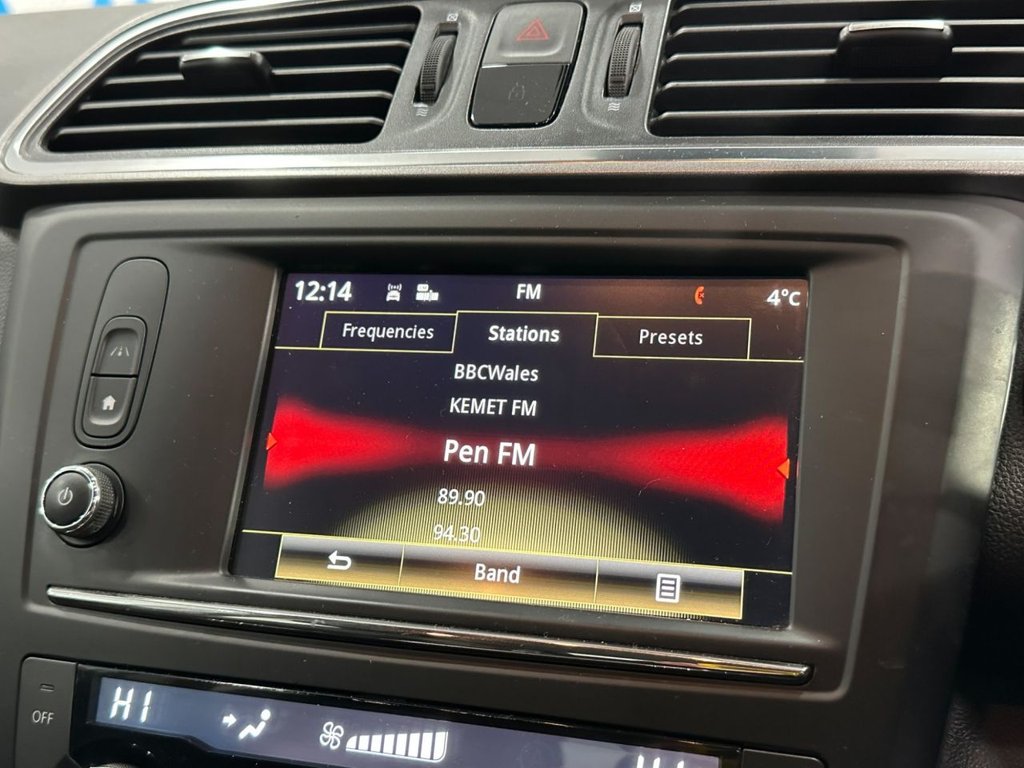 12:14 FM 4°C
Frequencies Stations Presets
BBCWales
KEMET FM
Pen FM
89.90
94.30
Band
OFF HI